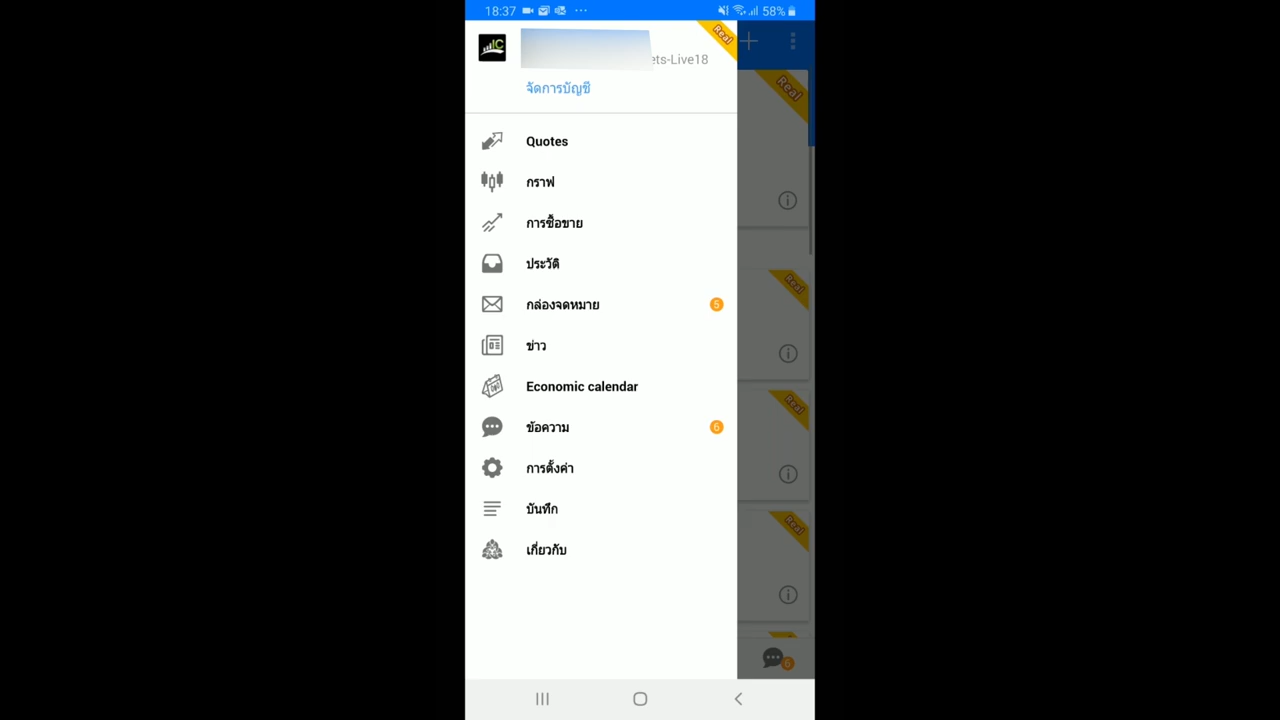 18:37
58%
IC
Real
ets-Live18
จัดการบัญชี
Real
Quotes
กราฟ
การซื้อขาย
ประวัติ
กล่องจดหมาย 5
Real
ข่าว
Economic calendar
Real
ข้อความ 6
การตั้งค่า
บันทึก
Real
เกี่ยวกับ
6